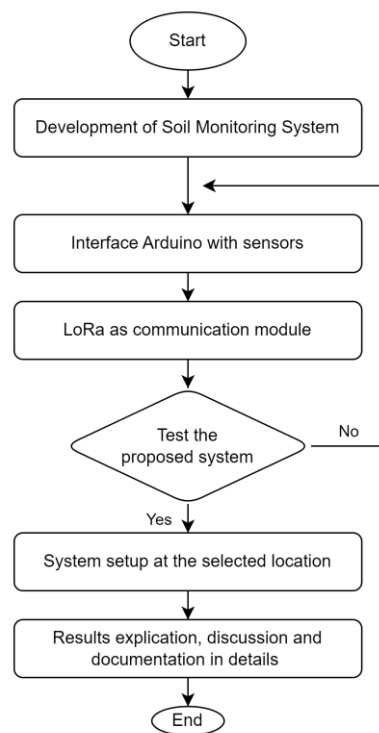 Start
Development of Soil Monitoring System
Interface Arduino with sensors
LoRa as communication module
Test the
proposed system
No
Yes
System setup at the selected location
Results explication, discussion and
documentation in details
End